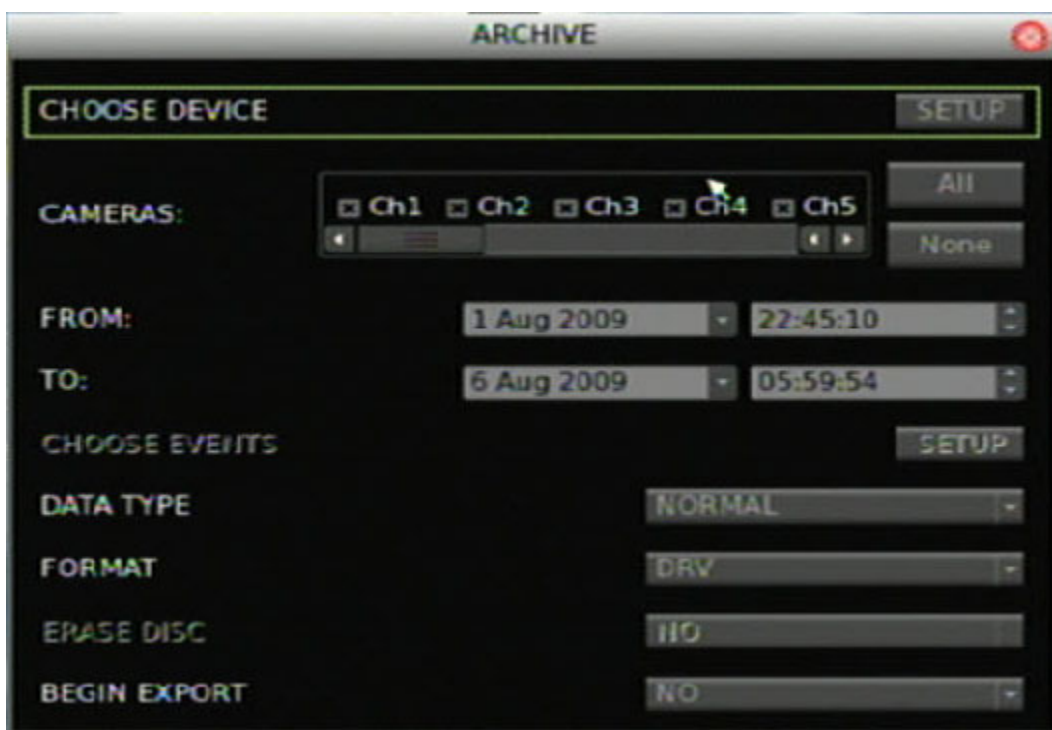 ARCHIVE
CHOOSE DEVICE SETUP
CAMERAS: Ch1 Ch2 Ch3 Ch4 Ch5 All
None
FROM: 1 Aug 2009 22:45:10
TO: 6 Aug 2009 05:59:54
CHOOSE EVENTS SETUP
DATA TYPE NORMAL
FORMAT DRV
ERASE DISC NO
BEGIN EXPORT NO